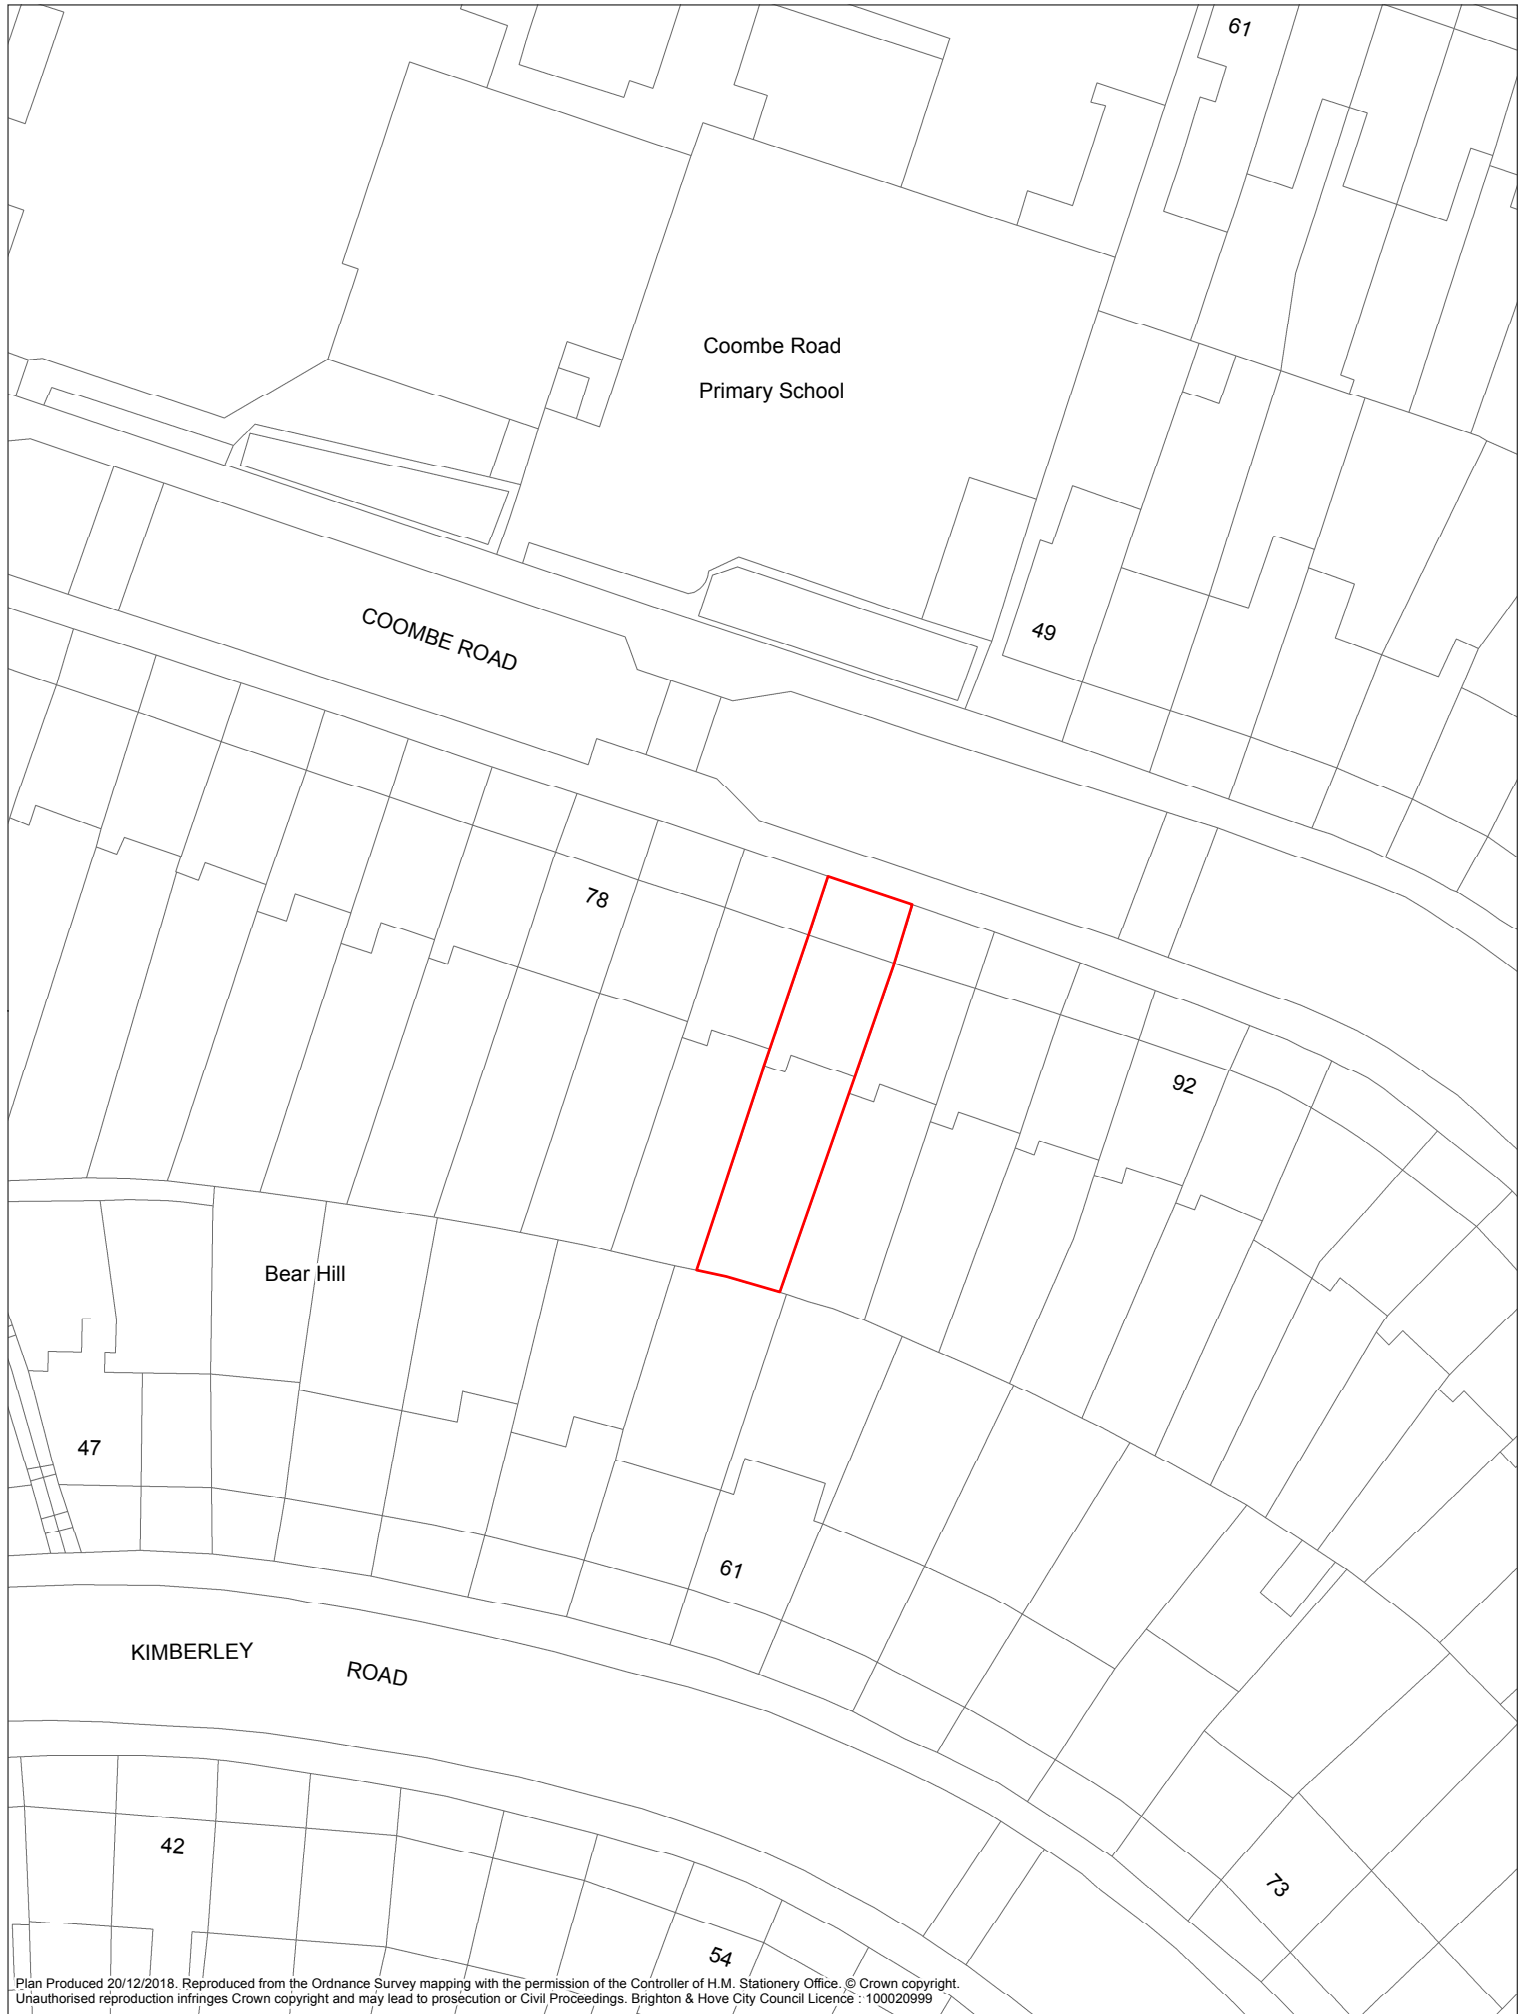 61
Coombe Road
Primary School
COOMBE ROAD
49
78
92
Bear Hill
47
61
KIMBERLEY ROAD
42
73
54
Plan Produced 20/12/2018. Reproduced from the Ordnance Survey mapping with the permission of the Controller of H.M. Stationery Office. © Crown copyright.
Unauthorised reproduction infringes Crown copyright and may lead to prosecution or Civil Proceedings. Brighton & Hove City Council Licence : 100020999